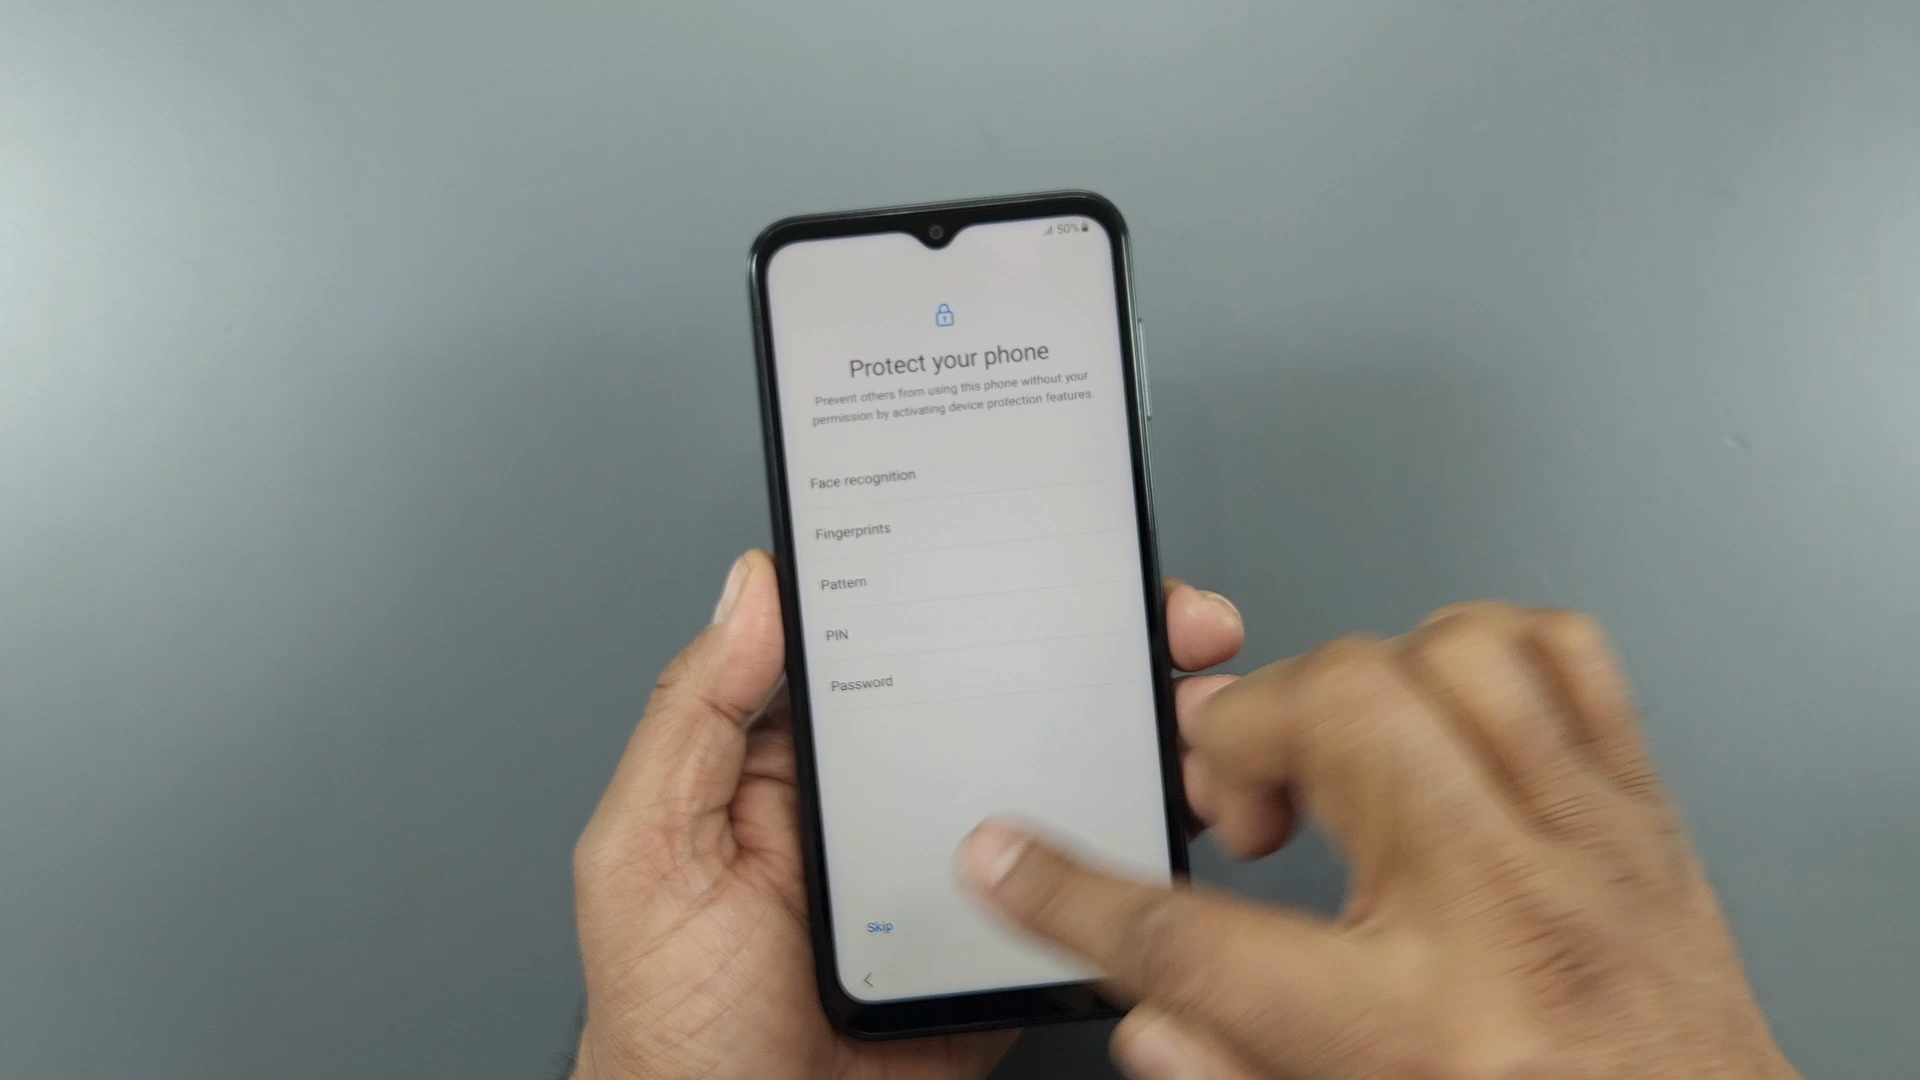 50%
Protect your phone
Prevent others from using this phone without your
permission by activating device protection features.
Face recognition
Fingerprints
Pattern
PIN
Password
Skip